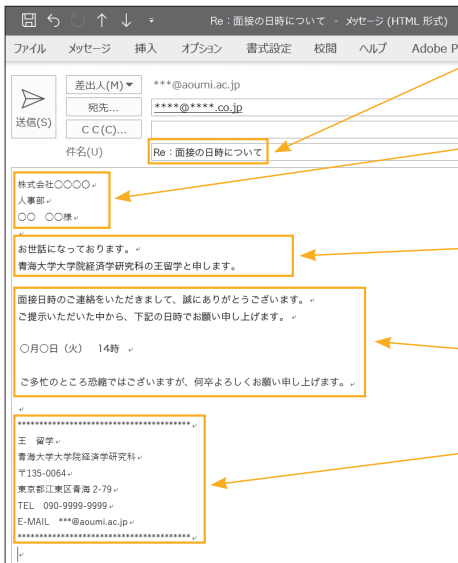 Re：面接の日時について - メッセージ (HTML 形式)
ファイル メッセージ 挿入 オプション 書式設定 校閲 ヘルプ Adobe P
差出人(M) ***@aoumi.ac.jp
宛先... ****@****.co.jp
送信(S)
C C (C)...
件名(U) Re：面接の日時について
株式会社○○○○
人事部
○○　○○様
お世話になっております。
青海大学大学院経済学研究科の王留学と申します。
面接日時のご連絡をいただきまして、誠にありがとうございます。
ご提示いただいた中から、下記の日時でお願い申し上げます。
○月○日（火）　14時
ご多忙のところ恐縮ではございますが、何卒よろしくお願い申し上げます。
****************************************
王　留学
青海大学大学院経済学研究科
〒135-0064
東京都江東区青海 2-79
TEL　090-9999-9999
E-MAIL　***@aoumi.ac.jp
****************************************